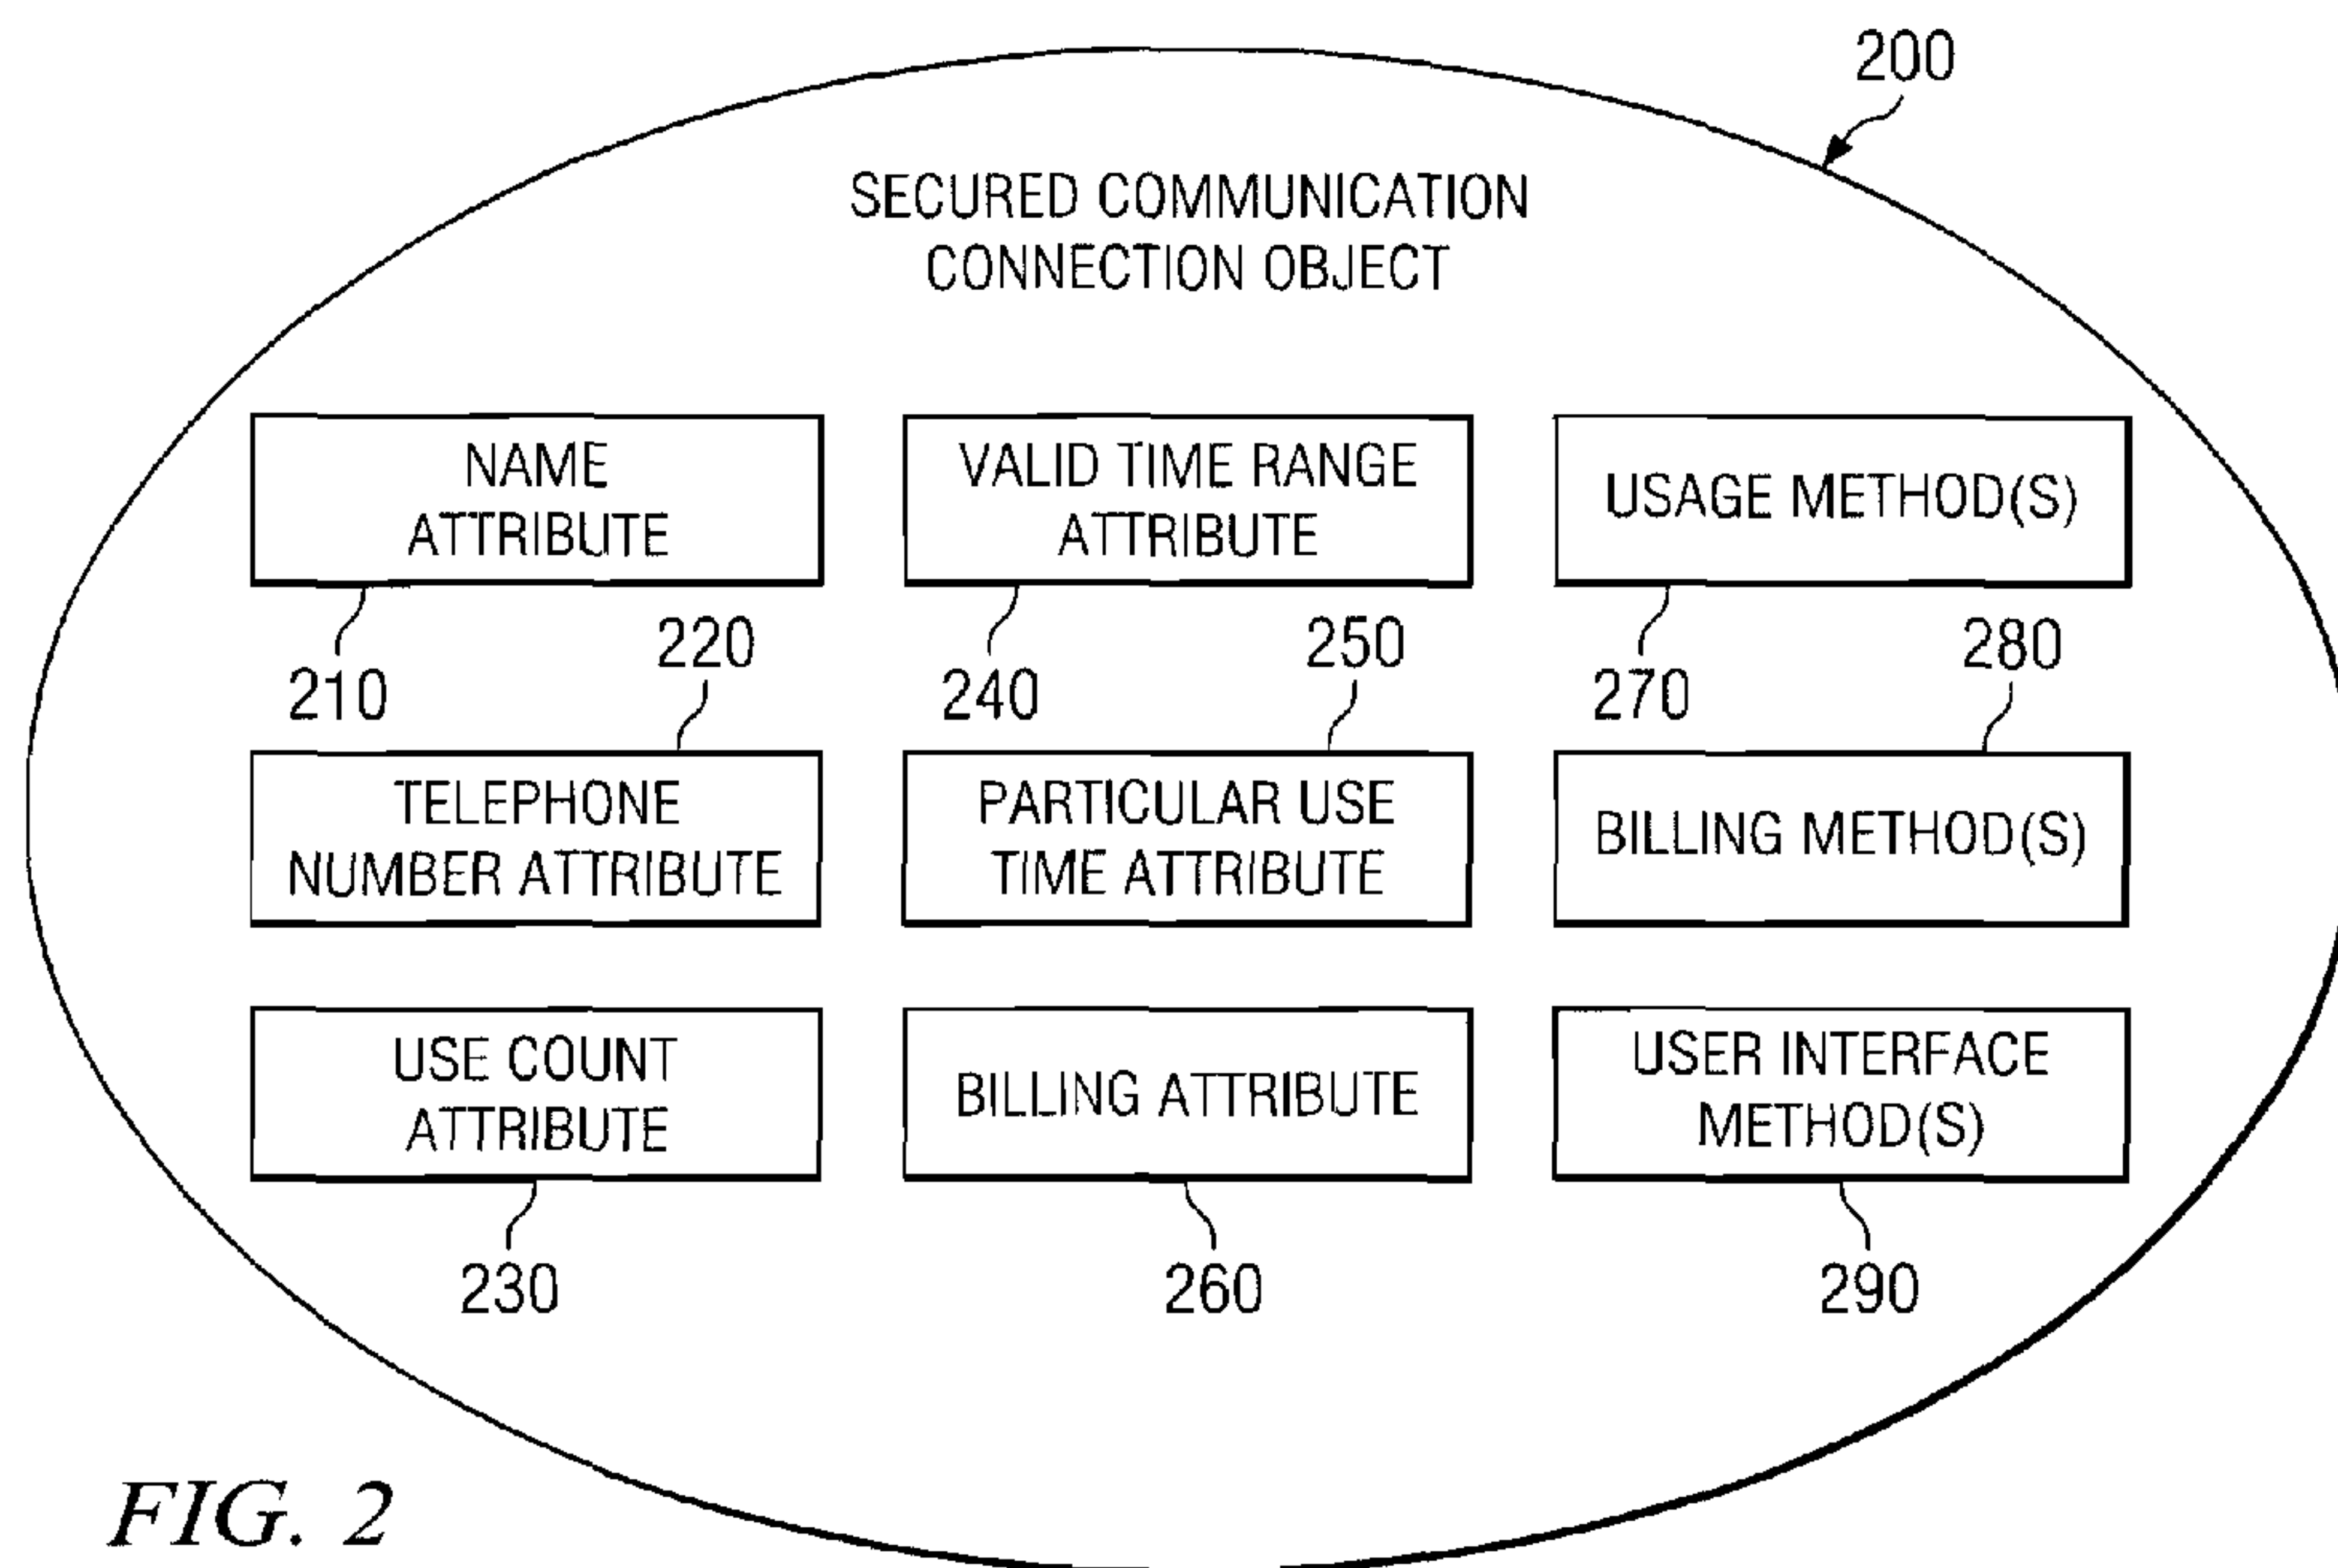 200
SECURED COMMUNICATION
CONNECTION OBJECT
NAME
ATTRIBUTE
VALID TIME RANGE
ATTRIBUTE
USAGE METHOD(S)
210
220
240
250
270
280
TELEPHONE
NUMBER ATTRIBUTE
PARTICULAR USE
TIME ATTRIBUTE
BILLING METHOD(S)
USE COUNT
ATTRIBUTE
BILLING ATTRIBUTE
USER INTERFACE
METHOD(S)
230
260
290
FIG. 2